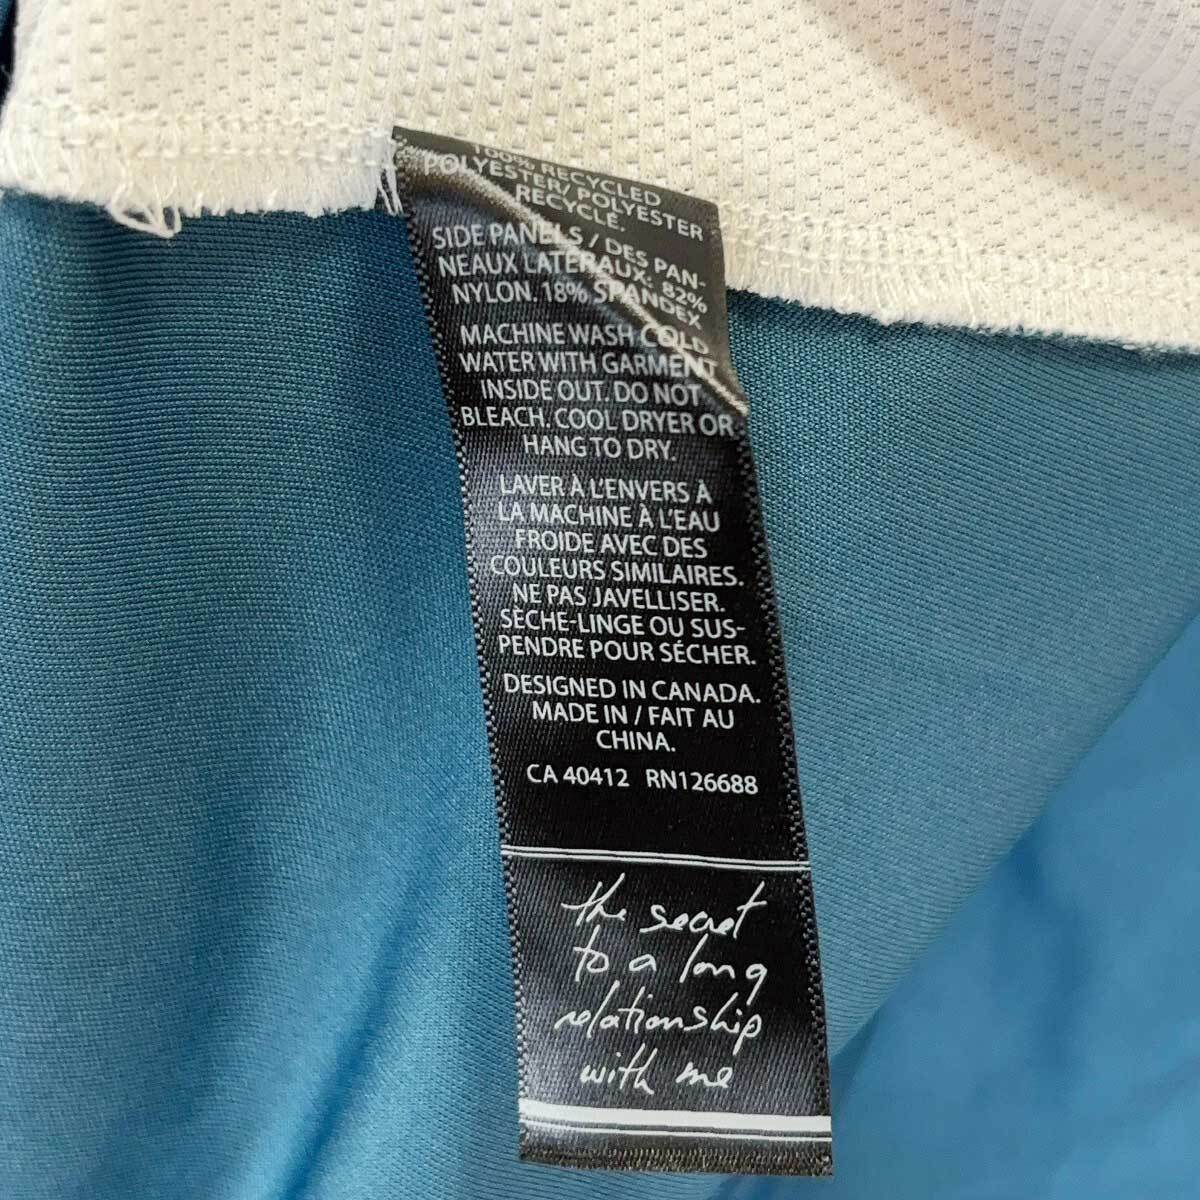 100% RECYCLED
POLYESTER/ POLYESTER
RECYCLÉ.
SIDE PANELS / DES PAN-
NEAUX LATÉRAUX: 82%
NYLON. 18% SPANDEX
MACHINE WASH COLD
WATER WITH GARMENT
INSIDE OUT. DO NOT
BLEACH. COOL DRYER OR
HANG TO DRY.
LAVER À L'ENVERS À
LA MACHINE À L'EAU
FROIDE AVEC DES
COULEURS SIMILAIRES.
NE PAS JAVELLISER.
SÈCHE-LINGE OU SUS-
PENDRE POUR SÉCHER.
DESIGNED IN CANADA.
MADE IN / FAIT AU
CHINA.
CA 40412 RN126688
the secret
to a long
relationship
with me